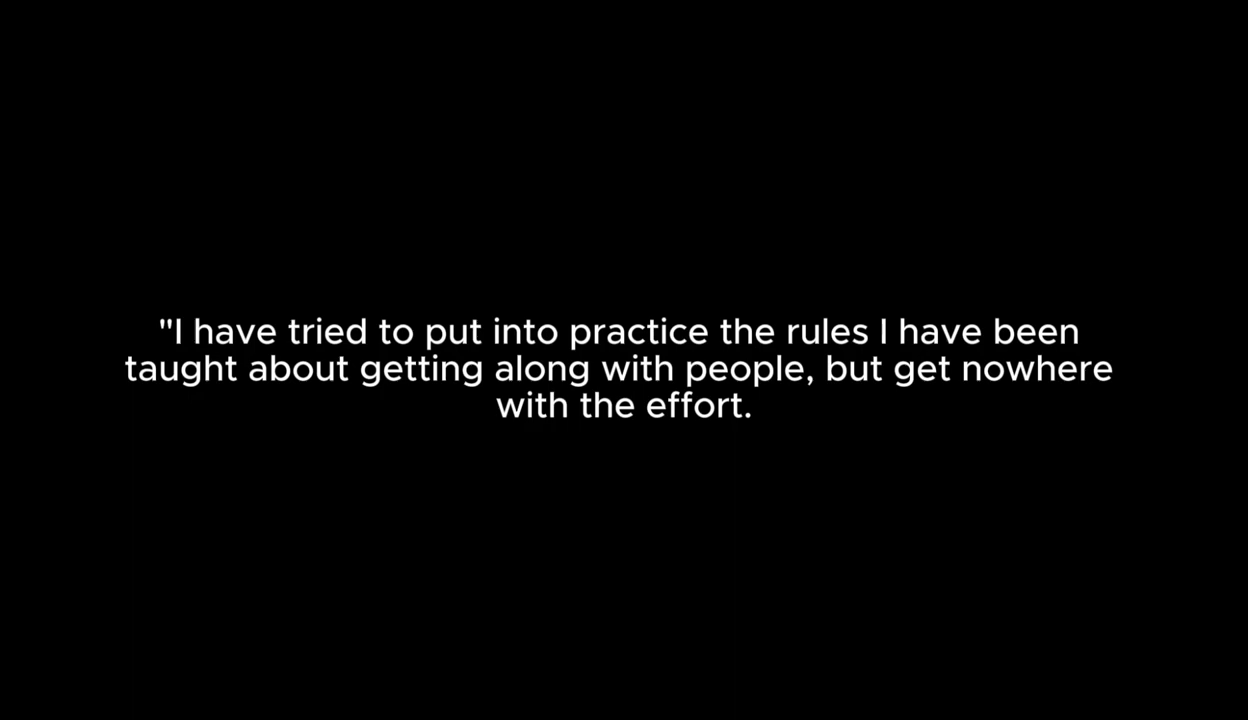 "I have tried to put into practice the rules I have been
taught about getting along with people, but get nowhere
with the effort.